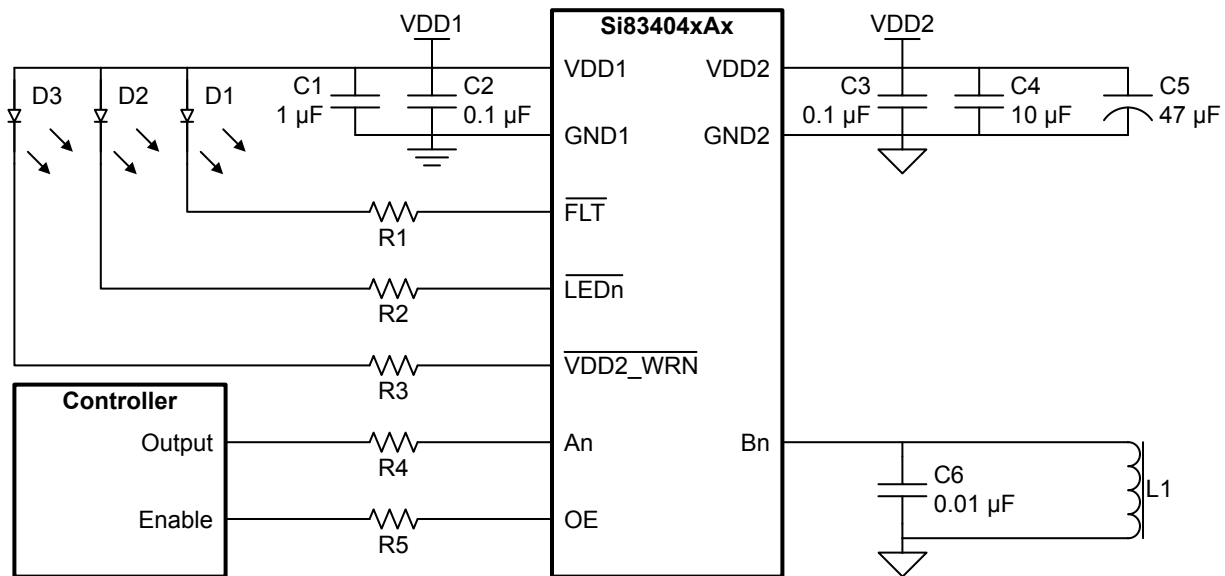 VDD1
Si83404xAx
VDD2
VDD1
VDD2
D3
D2
D1
C1
1 µF
C2
0.1 µF
C3
0.1 µF
C4
10 µF
C5
47 µF
GND1
GND2
FLT
R1
LEDn
R2
VDD2_WRN
R3
Controller
Output
R4
An
Bn
C6
0.01 µF
L1
Enable
R5
OE